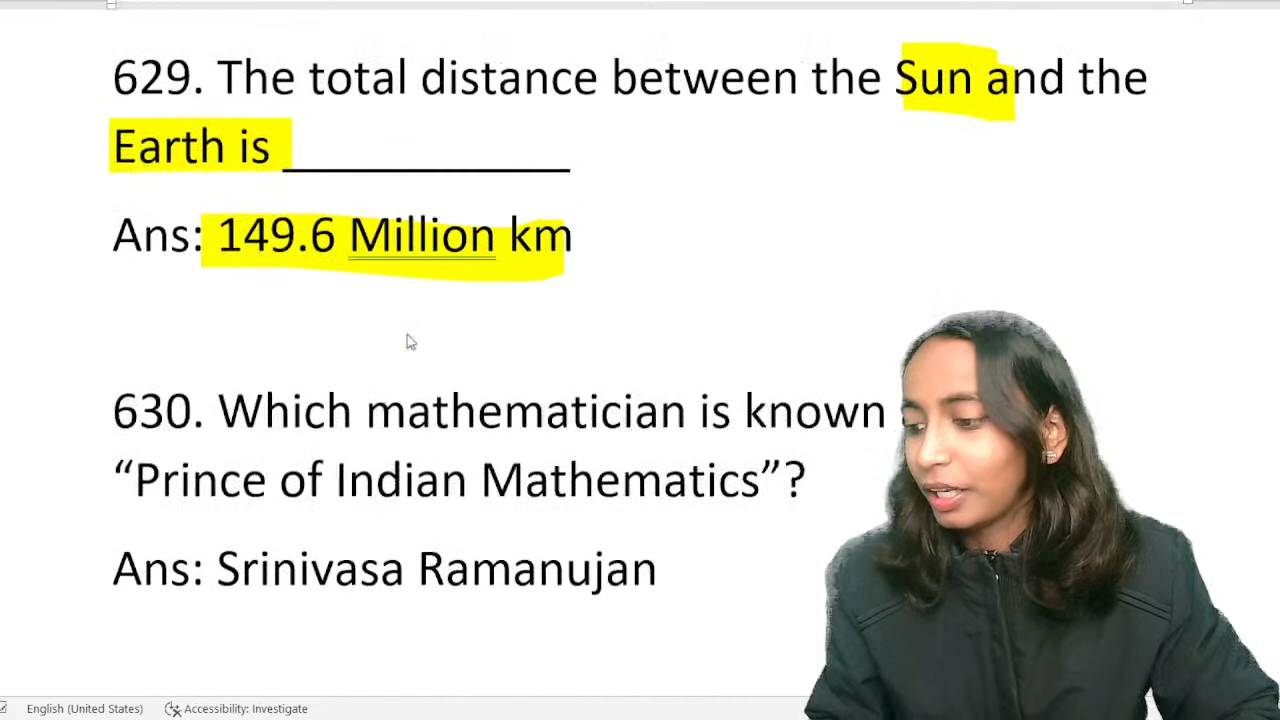 629. The total distance between the Sun and the
Earth is ____________
Ans: 149.6 Million km
630. Which mathematician is known
“Prince of Indian Mathematics”?
Ans: Srinivasa Ramanujan
English (United States) Accessibility: Investigate